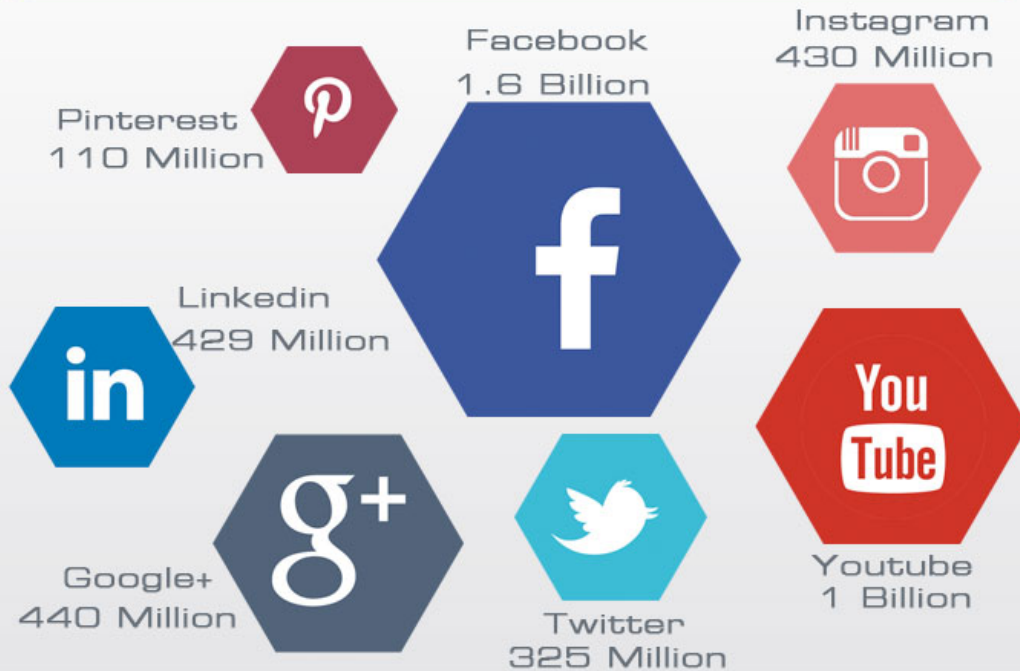 Facebook
1.6 Billion
Instagram
430 Million
Pinterest
110 Million
f
Linkedin
429 Million
in
You
Tube
Youtube
1 Billion
g+
Google+
440 Million
Twitter
325 Million